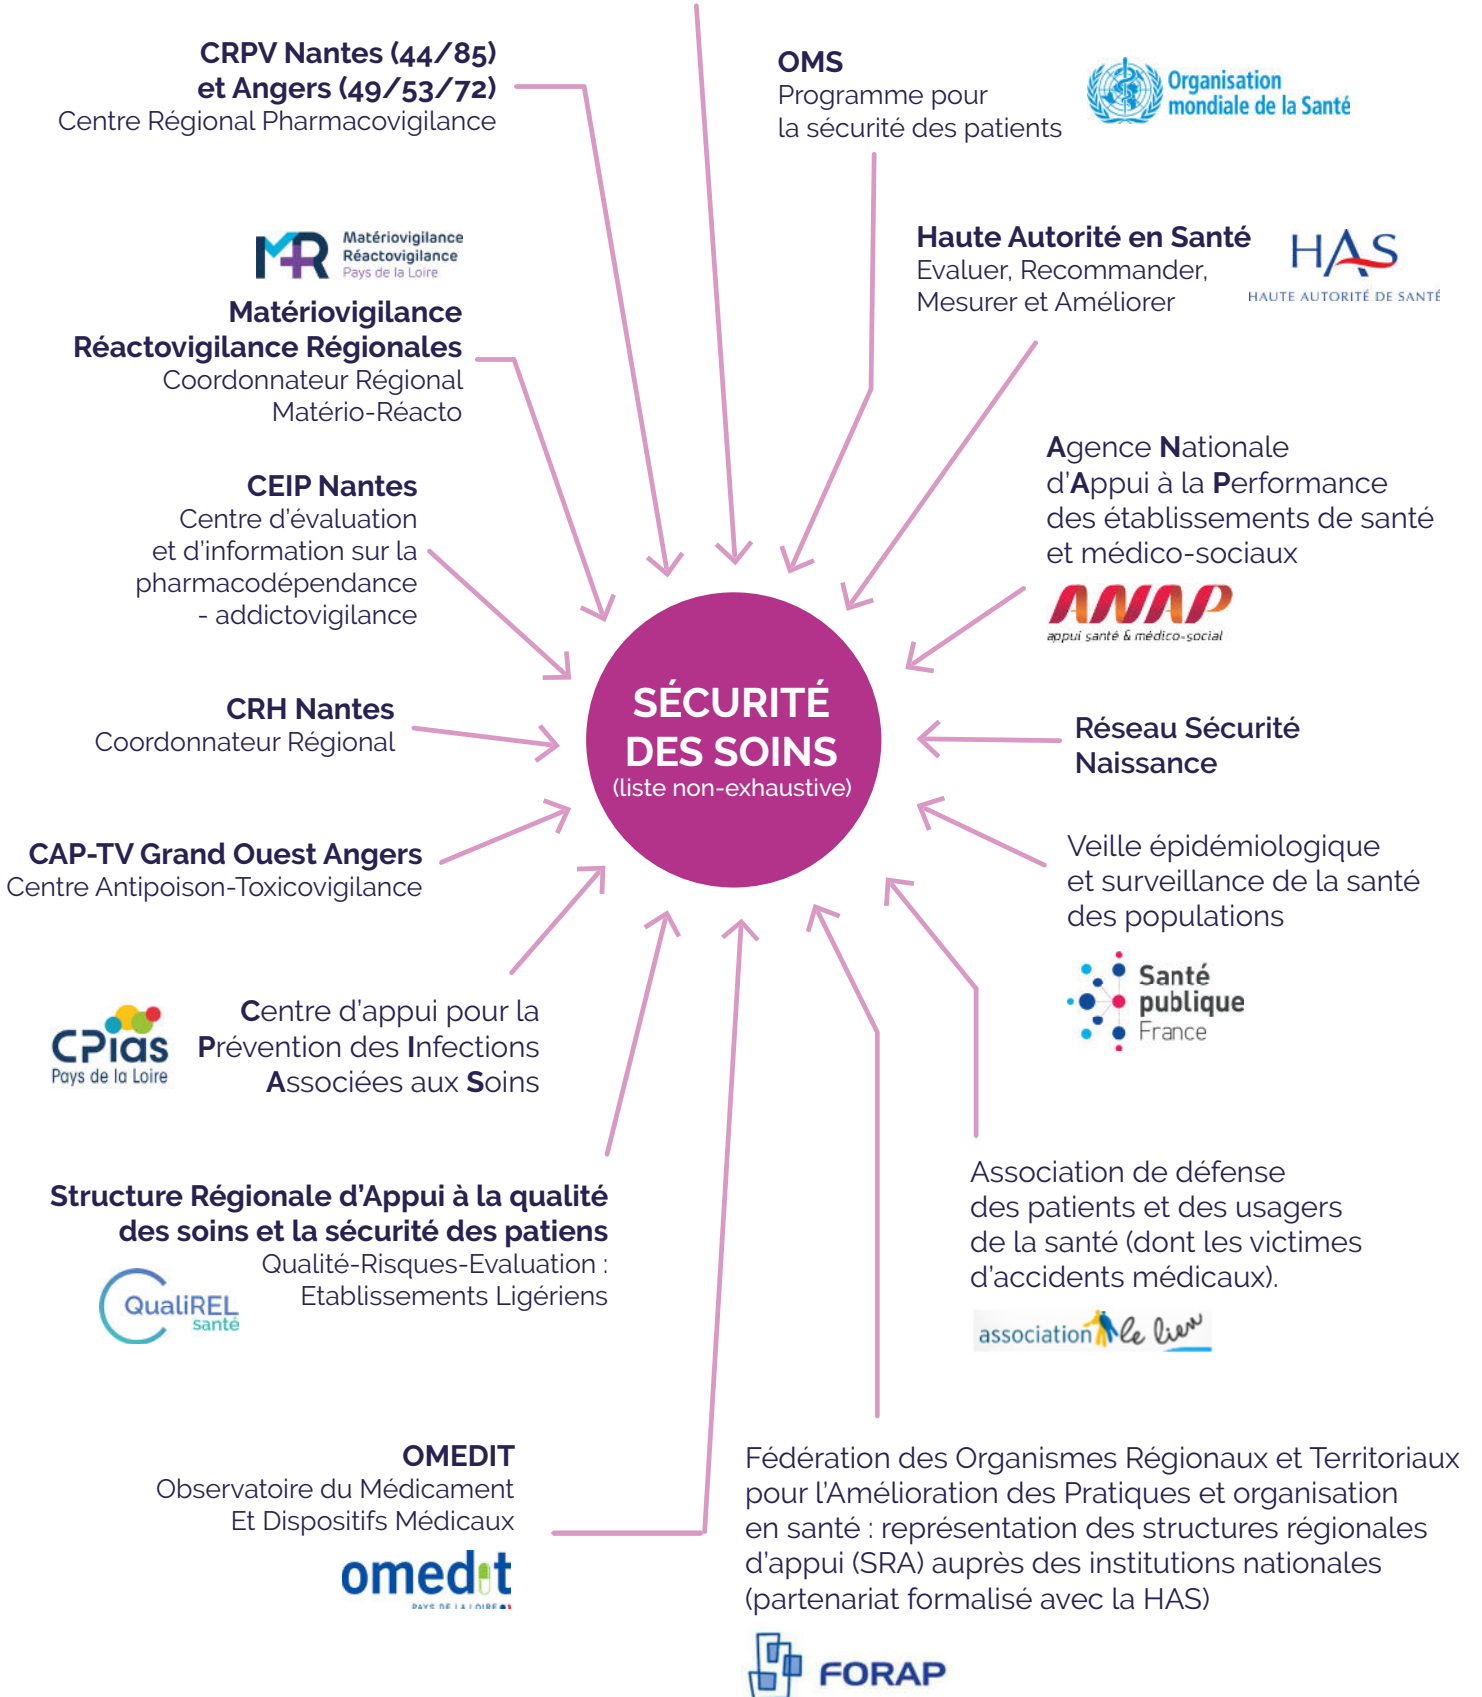 CRPV Nantes (44/85)
et Angers (49/53/72)
Centre Régional Pharmacovigilance
OMS
Programme pour
la sécurité des patients
Organisation
mondiale de la Santé
Matériovigilance
Réactovigilance
Pays de la Loire
MR
Matériovigilance
Réactovigilance Régionales
Coordonnateur Régional
Matério-Réacto
Haute Autorité en Santé
Evaluer, Recommander,
Mesurer et Améliorer
HAS
HAUTE AUTORITÉ DE SANTÉ
CEIP Nantes
Centre d'évaluation
et d'information sur la
pharmacodépendance
- addictovigilance
Agence Nationale
d'Appui à la Performance
des établissements de santé
et médico-sociaux
ANAP
appui santé & médico-social
SÉCURITÉ
DES SOINS
(liste non-exhaustive)
CRH Nantes
Coordonnateur Régional
Réseau Sécurité
Naissance
CAP-TV Grand Ouest Angers
Centre Antipoison-Toxicovigilance
Veille épidémiologique
et surveillance de la santé
des populations
Santé
publique
France
CPias
Pays de la Loire
Centre d'appui pour la
Prévention des Infections
Associées aux Soins
Structure Régionale d'Appui à la qualité
des soins et la sécurité des patiens
Qualité-Risques-Evaluation :
Etablissements Ligériens
QualiREL
santé
Association de défense
des patients et des usagers
de la santé (dont les victimes
d'accidents médicaux).
association le lien
OMEDIT
Observatoire du Médicament
Et Dispositifs Médicaux
omedit
PAYS DE LA LOIRE
Fédération des Organismes Régionaux et Territoriaux
pour l'Amélioration des Pratiques et organisation
en santé : représentation des structures régionales
d'appui (SRA) auprès des institutions nationales
(partenariat formalisé avec la HAS)
FORAP